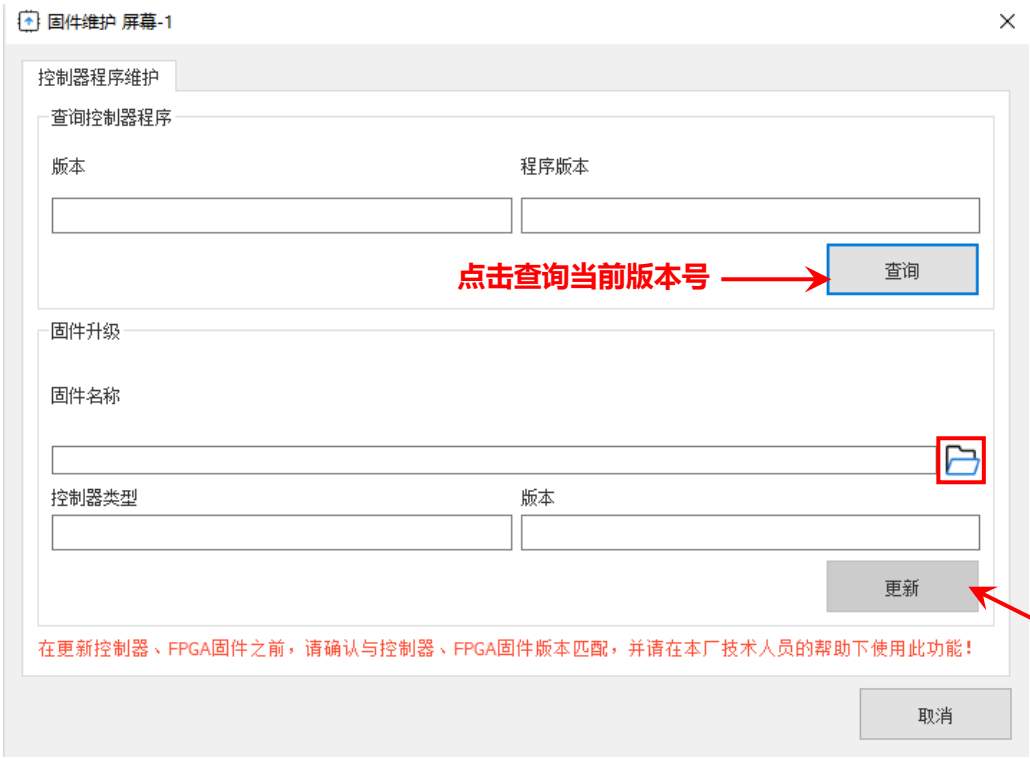 固件维护 屏幕-1
控制器程序维护
查询控制器程序
版本
程序版本
点击查询当前版本号
查询
固件升级
固件名称
控制器类型
版本
更新
在更新控制器、FPGA固件之前，请确认与控制器、FPGA固件版本匹配，并请在本厂技术人员的帮助下使用此功能！
取消